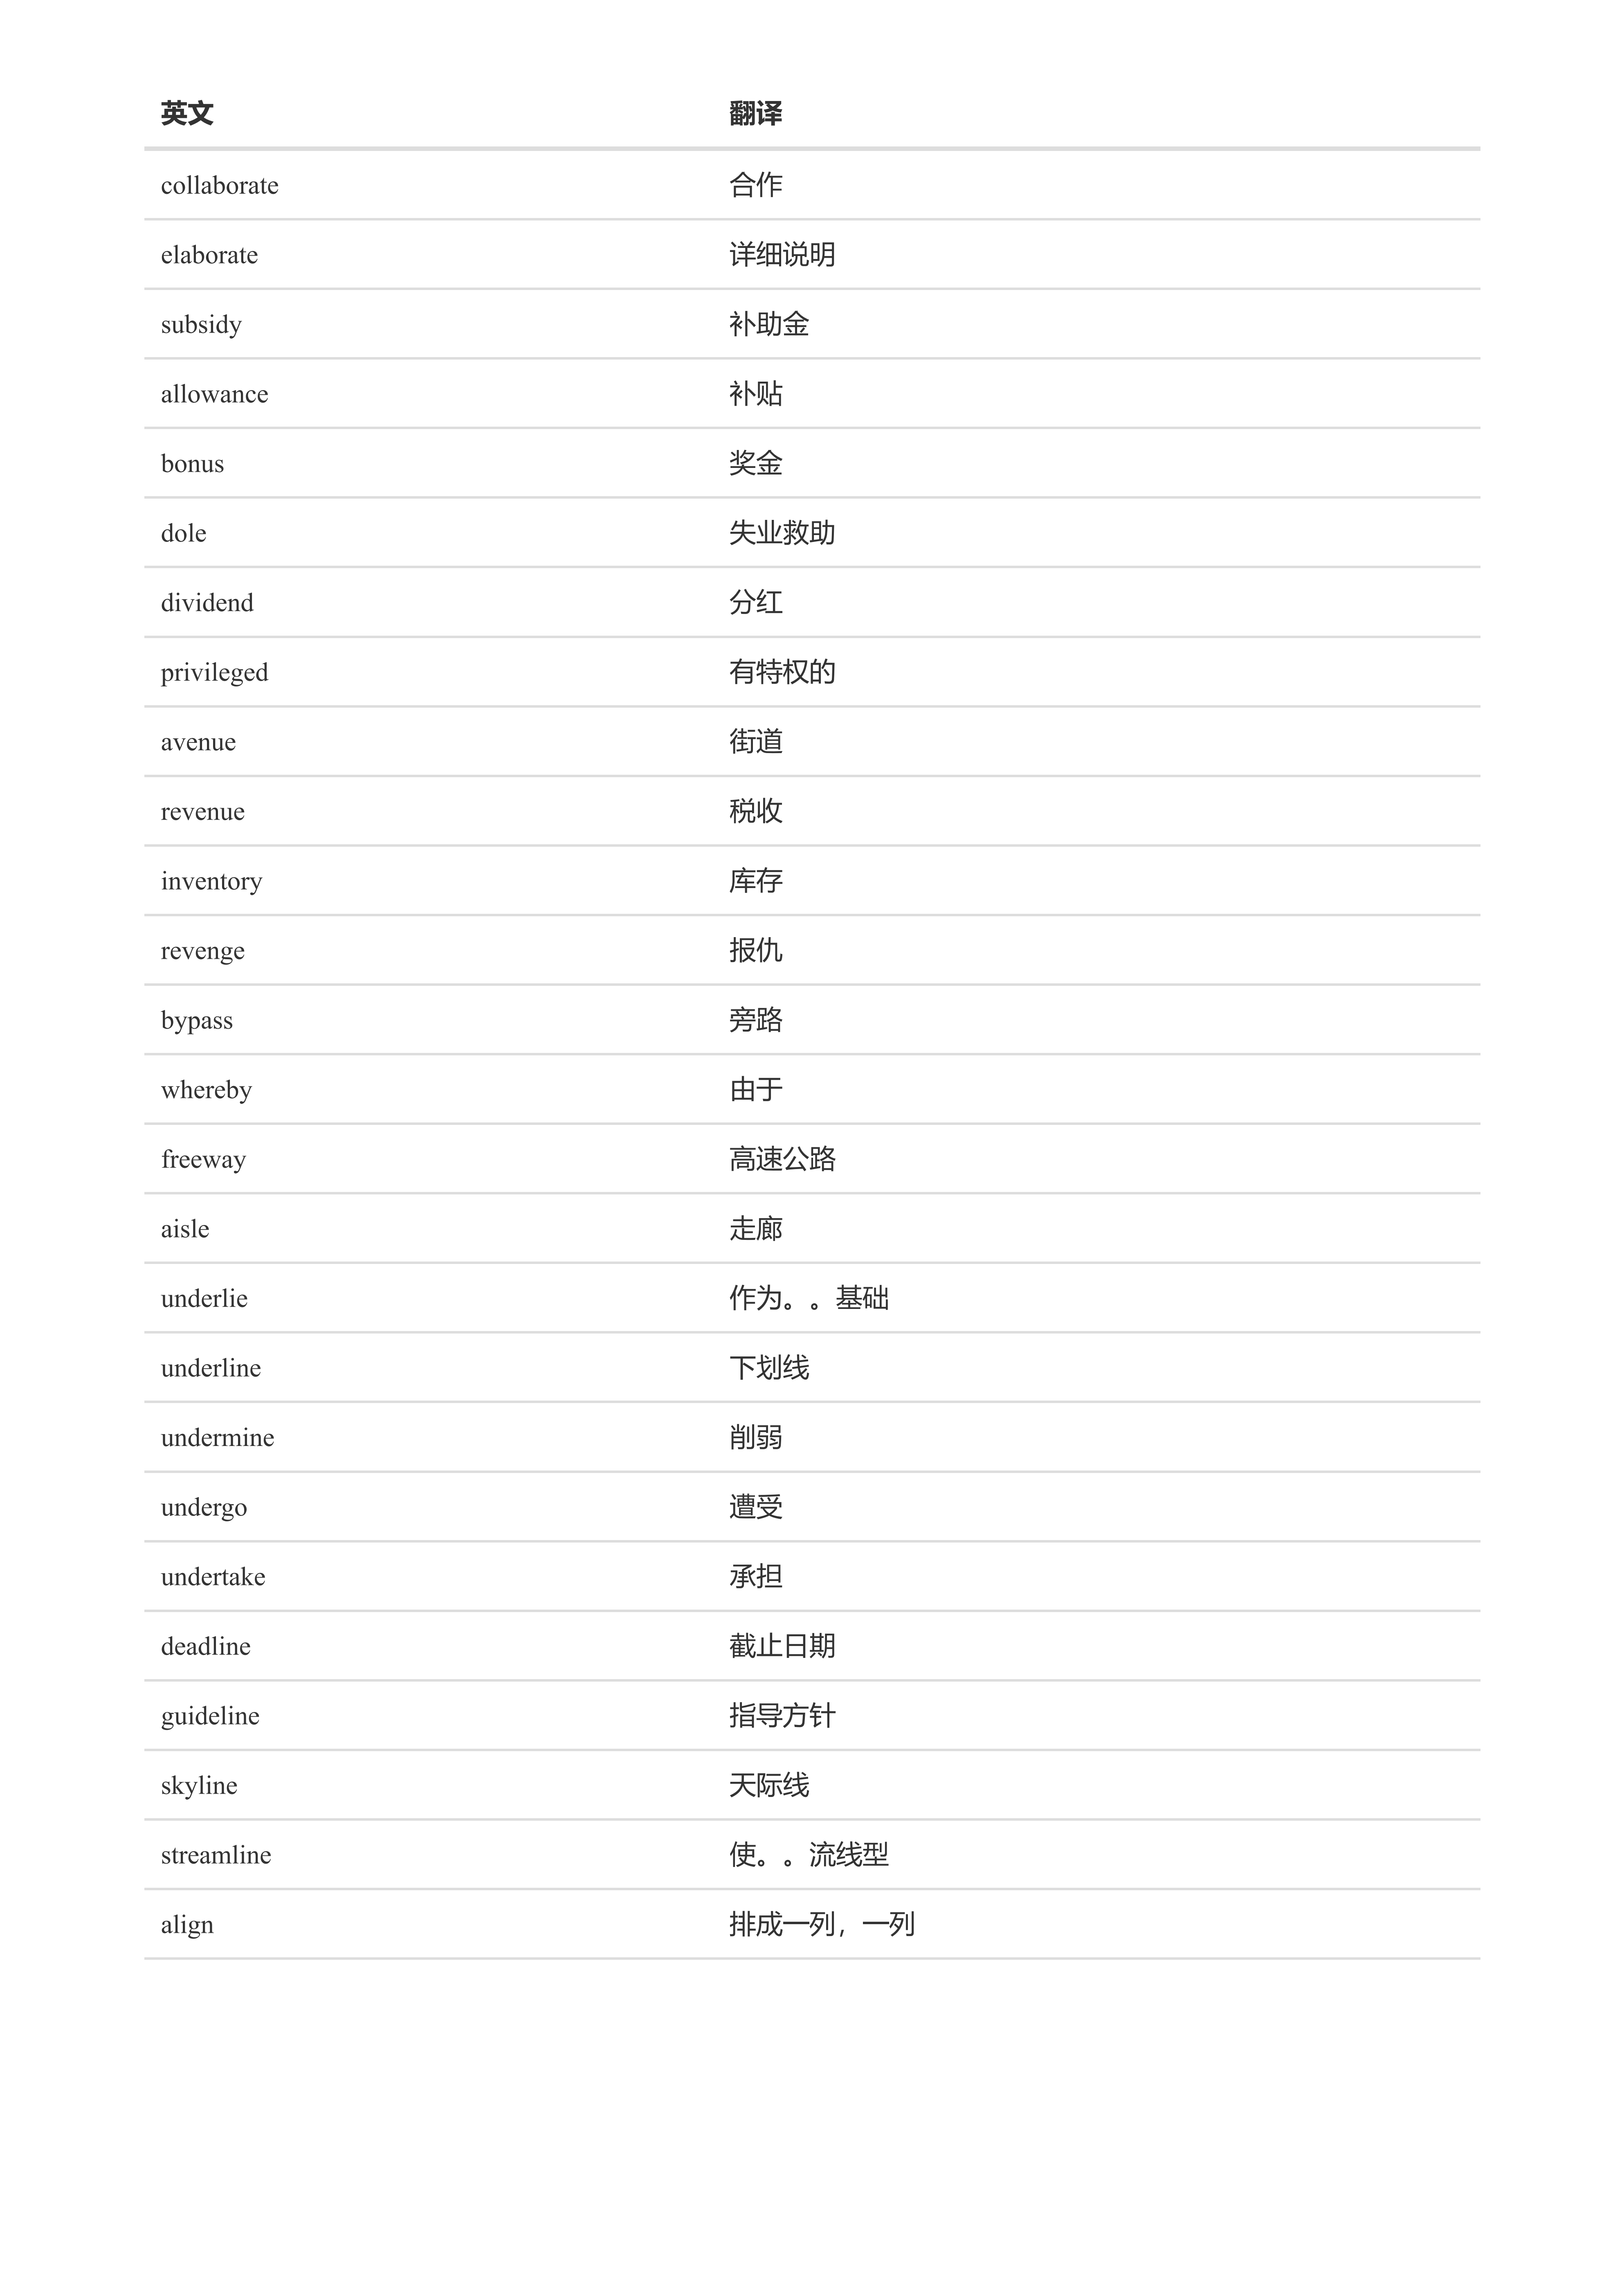 英文 翻译
collaborate 合作
elaborate 详细说明
subsidy 补助金
allowance 补贴
bonus 奖金
dole 失业救助
dividend 分红
privileged 有特权的
avenue 街道
revenue 税收
inventory 库存
revenge 报仇
bypass 旁路
whereby 由于
freeway 高速公路
aisle 走廊
underlie 作为。。基础
underline 下划线
undermine 削弱
undergo 遭受
undertake 承担
deadline 截止日期
guideline 指导方针
skyline 天际线
streamline 使。。流线型
align 排成一列，一列